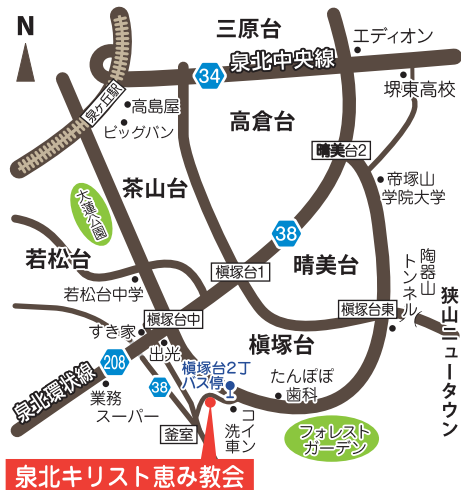 N
三原台
エディオン
泉北中央線
34
堺東高校
泉ヶ丘駅
高島屋
ビッグバン
高倉台
晴美台2
茶山台
帝塚山
学院大学
大蓮公園
38
若松台
槇塚台1
晴美台
陶器山
トンネル
若松台中学
槇塚台中
槇塚台東
狭山ニュータウン
すき家
出光
槇塚台
208
槇塚台2丁
バス停
たんぽぽ
歯科
38
泉北環状線
業務
スーパー
コイン
洗車
釜室
フォレスト
ガーデン
泉北キリスト恵み教会